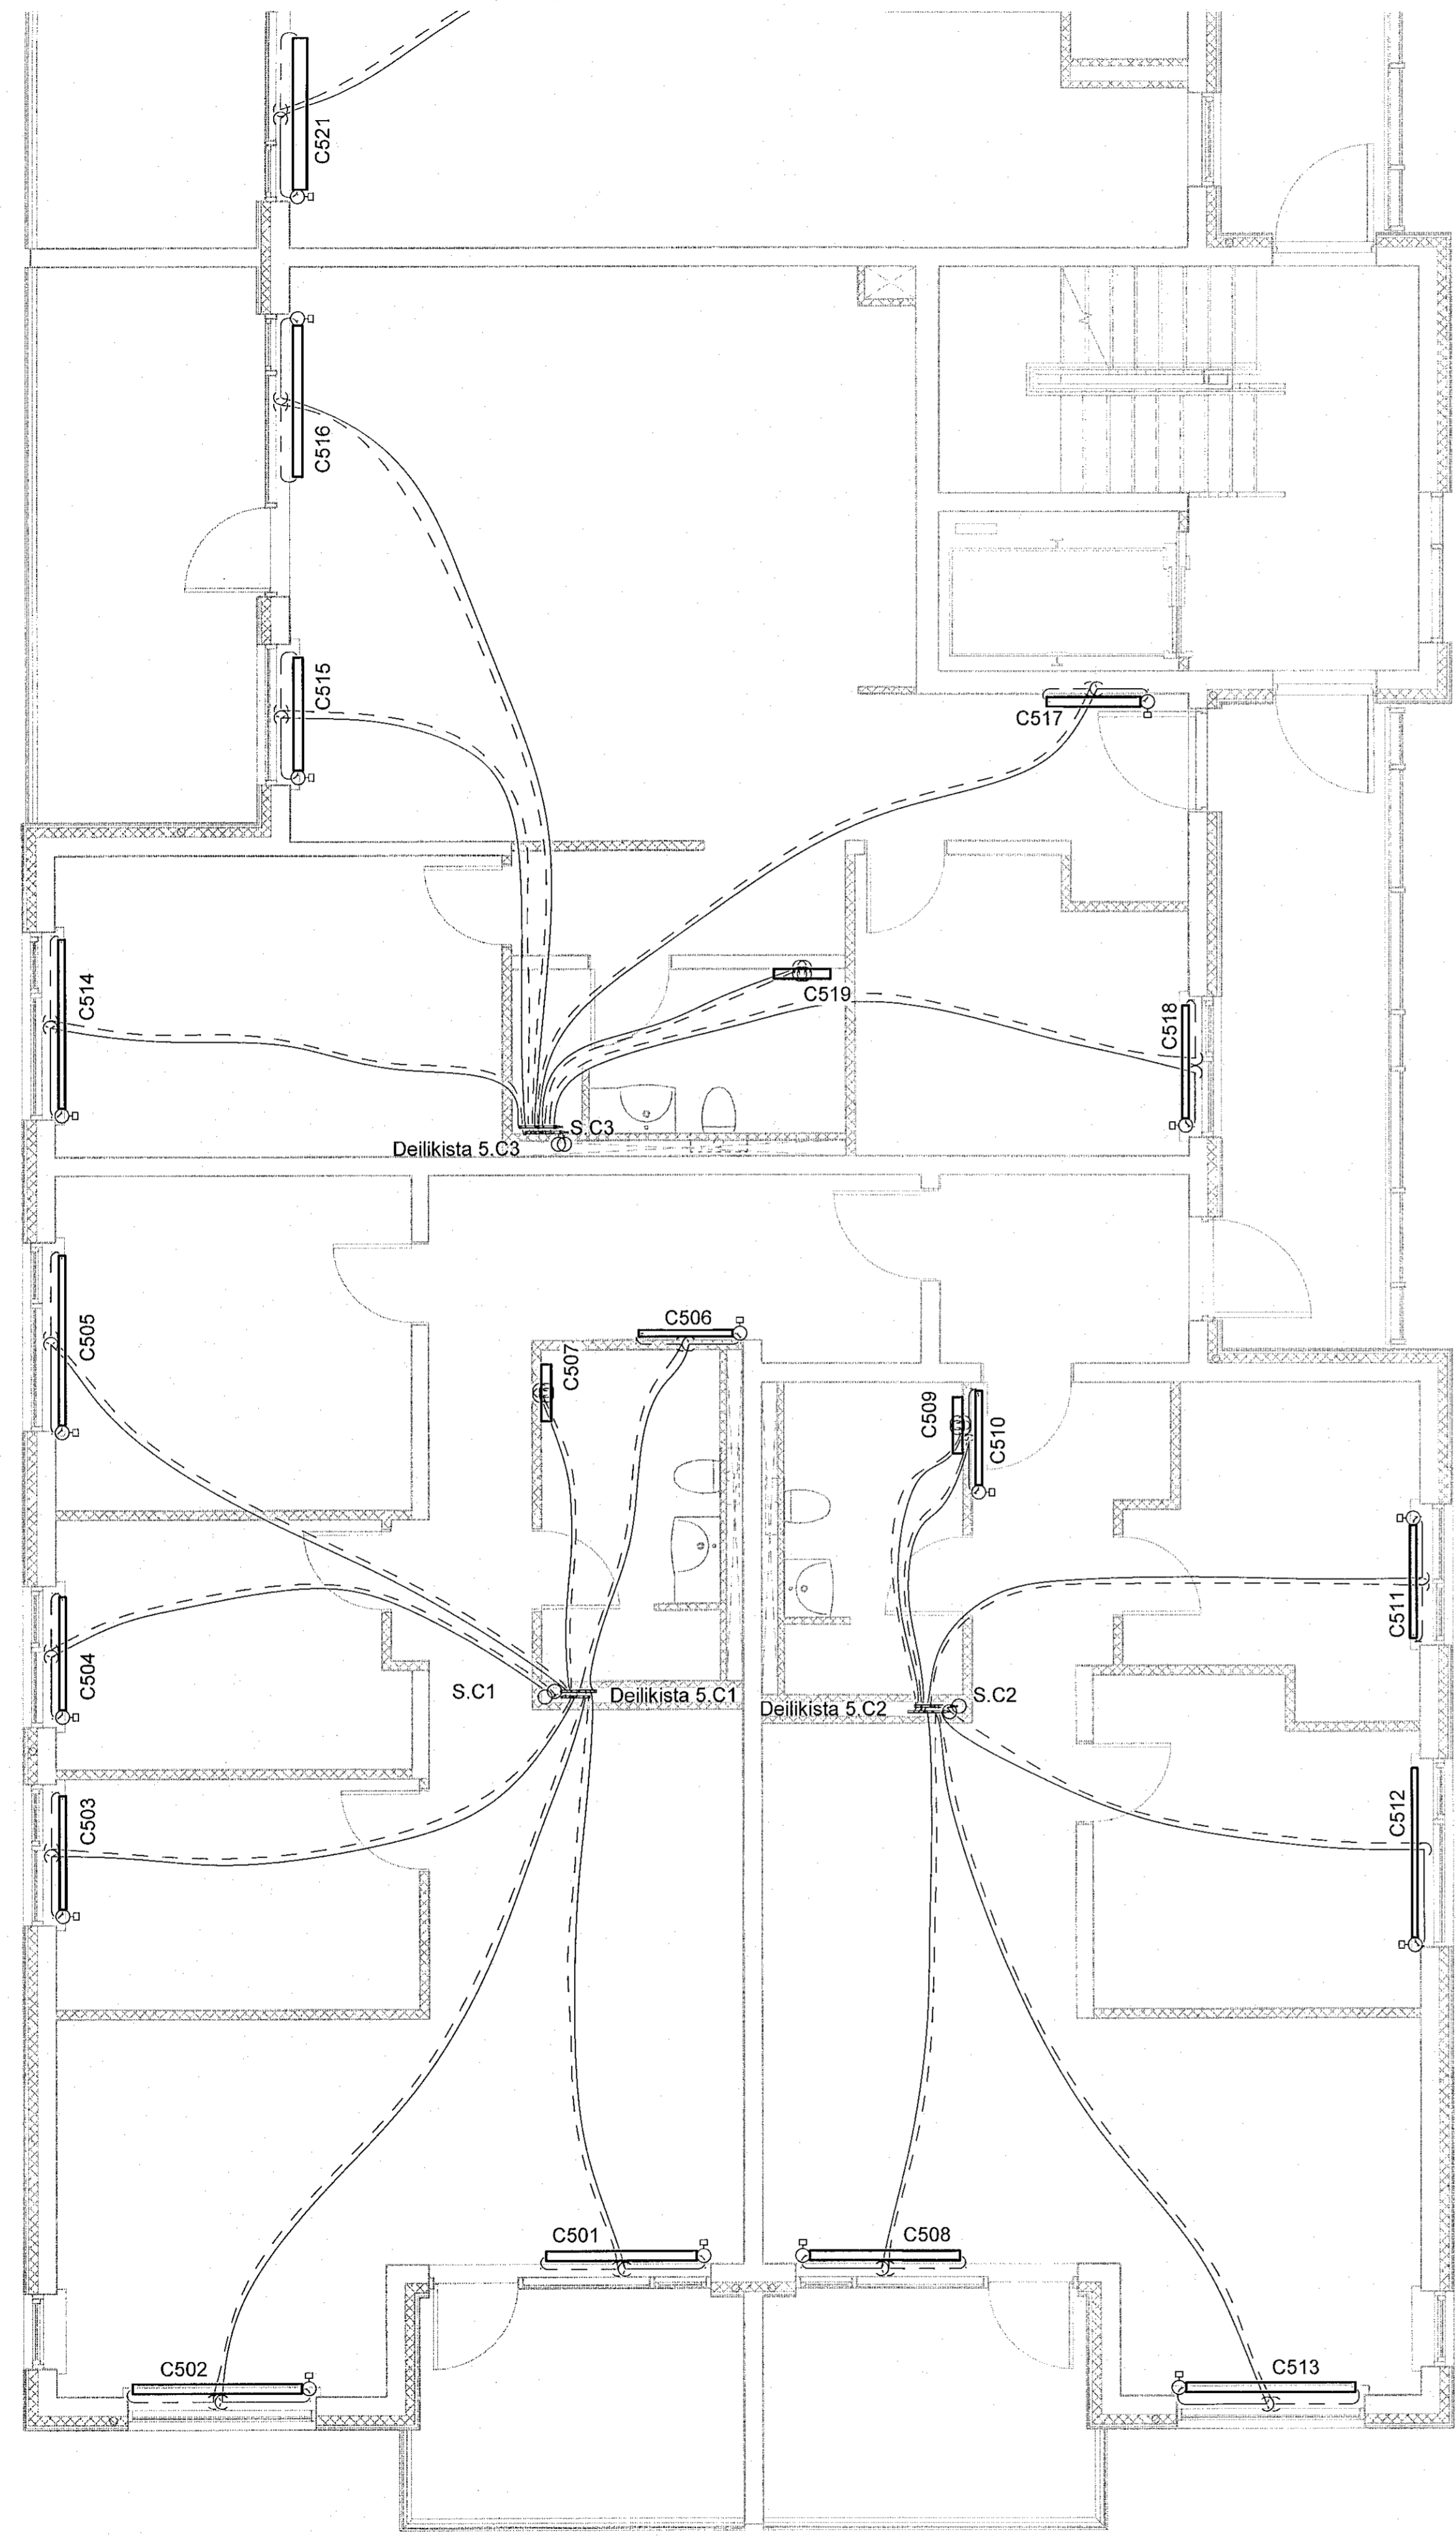 C521
C516
C515
C517
C514
C519
C518
S.C3
Deilikista 5.C3
C505
C506
C507
C509
C510
C511
C504
S.C1
Deilikista 5.C1
Deilikista 5.C2
S.C2
C503
C512
C501
C508
C502
C513